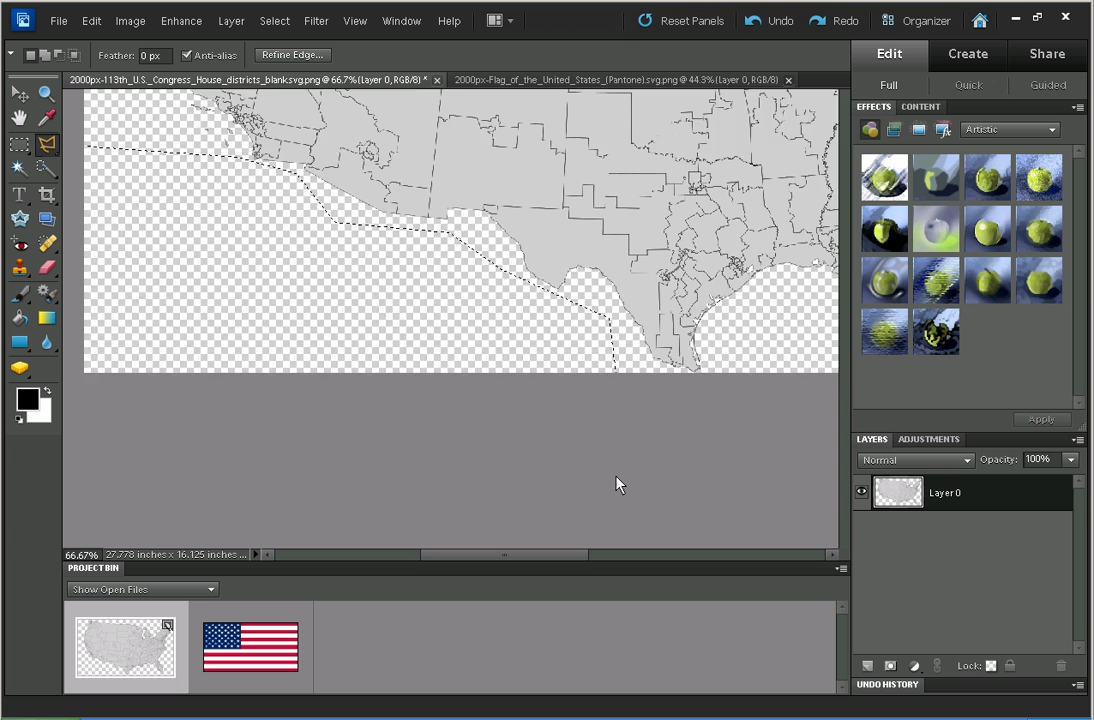 File Edit Image Enhance Layer Select Filter View Window Help Reset Panels Undo Redo Organizer
Feather: 0 px Anti-alias Refine Edge... Edit Create Share
2000px-113th_U.S._Congress_House_districts_blank.svg.png @ 66.7%(Layer 0,RGB/8) * 2000px-Flag_of_the_United_States_(Pantone).svg.png @ 44.3%(Layer 0,RGB/8)
Full Quick Guided
EFFECTS CONTENT
Artistic
Apply
LAYERS ADJUSTMENTS
Normal Opacity: 100%
Layer 0
66.67% 27.778 inches x 16.125 inches ...
PROJECT BIN
Show Open Files
Lock:
UNDO HISTORY